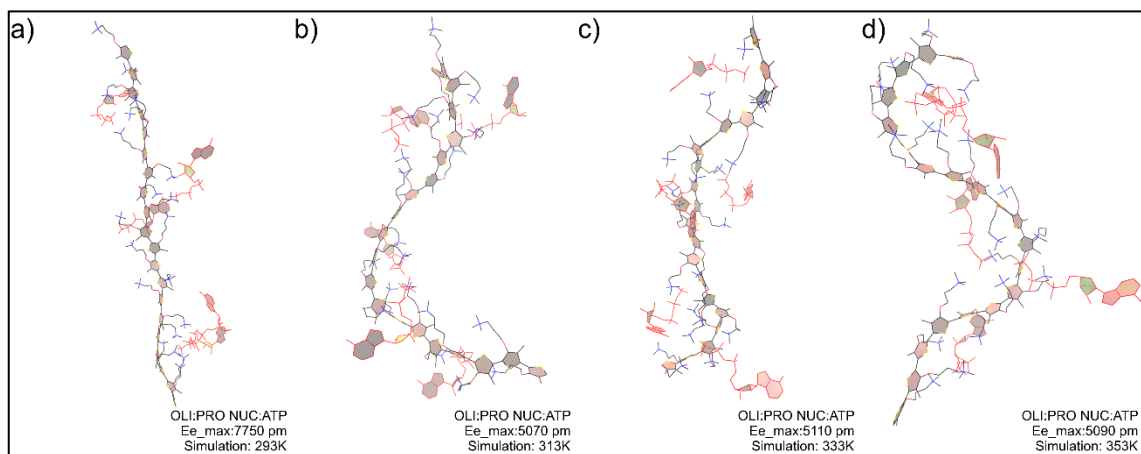 a)
OLI:PRO NUC:ATP
Ee_max:7750 pm
Simulation: 293K
b)
OLI:PRO NUC:ATP
Ee_max:5070 pm
Simulation: 313K
c)
OLI:PRO NUC:ATP
Ee_max:5110 pm
Simulation: 333K
d)
OLI:PRO NUC:ATP
Ee_max:5090 pm
Simulation: 353K